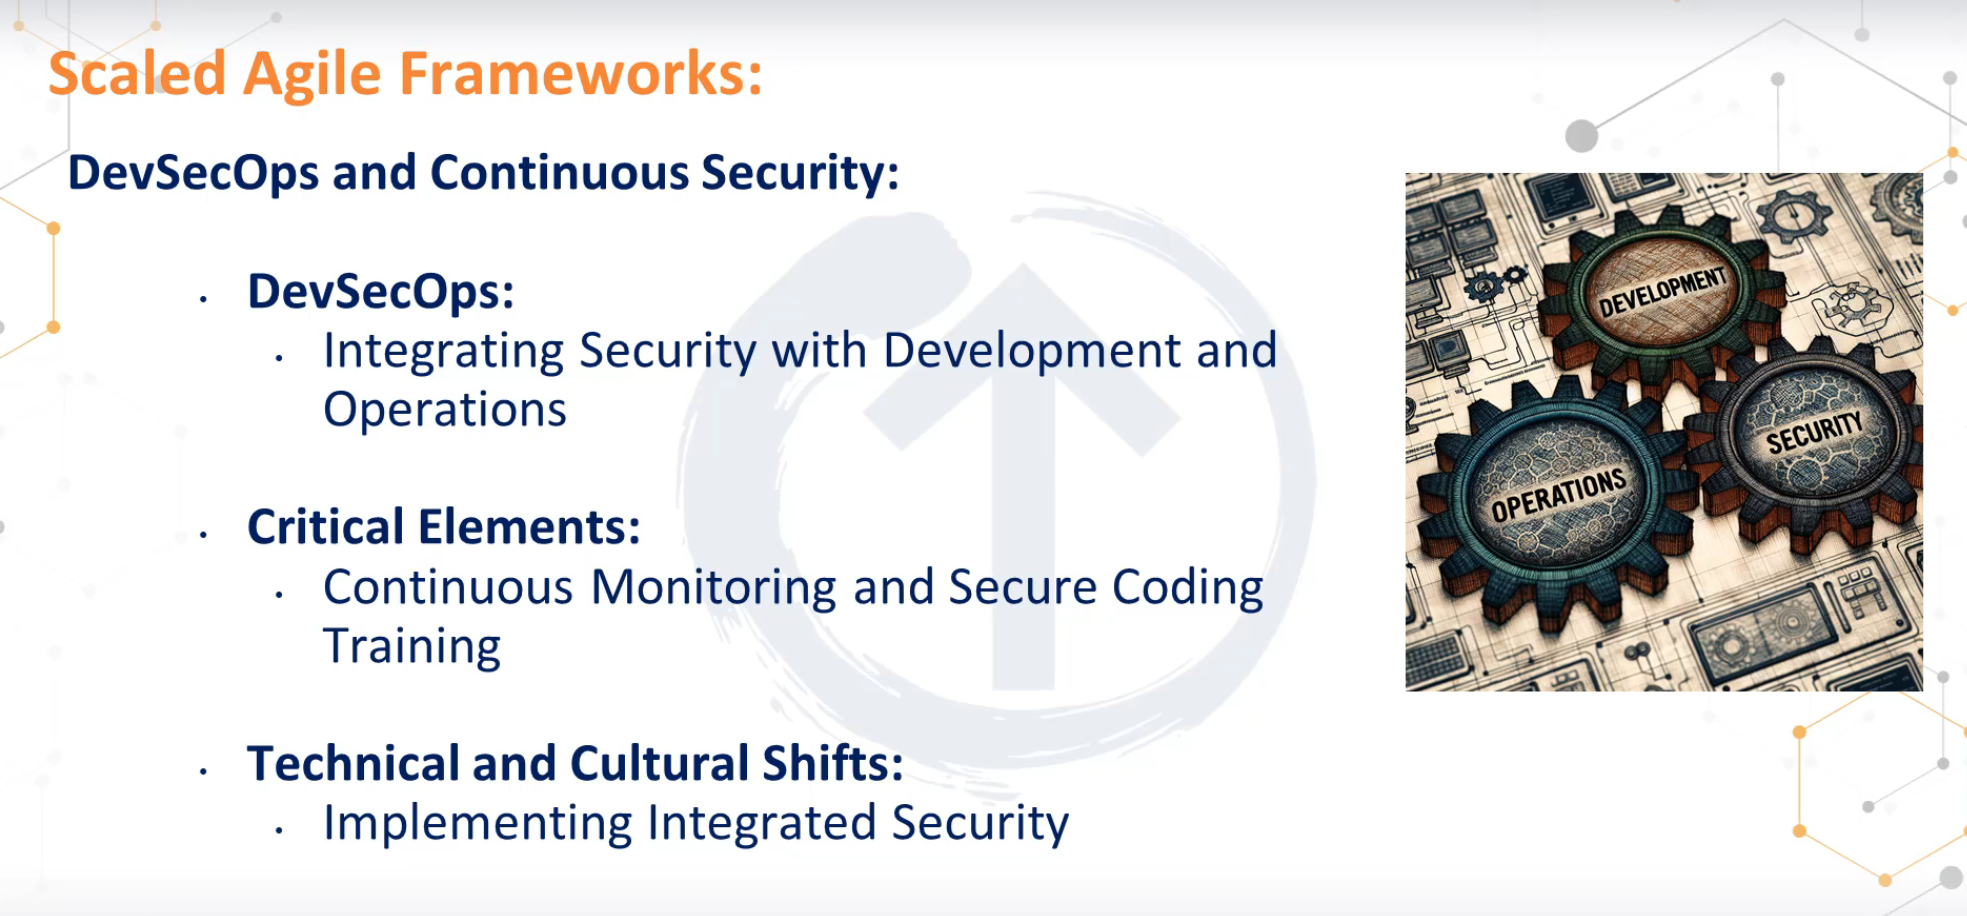 Scaled Agile Frameworks:
DevSecOps and Continuous Security:
• DevSecOps:
• Integrating Security with Development and
Operations
• Critical Elements:
• Continuous Monitoring and Secure Coding
Training
• Technical and Cultural Shifts:
• Implementing Integrated Security
DEVELOPMENT
SECURITY
OPERATIONS